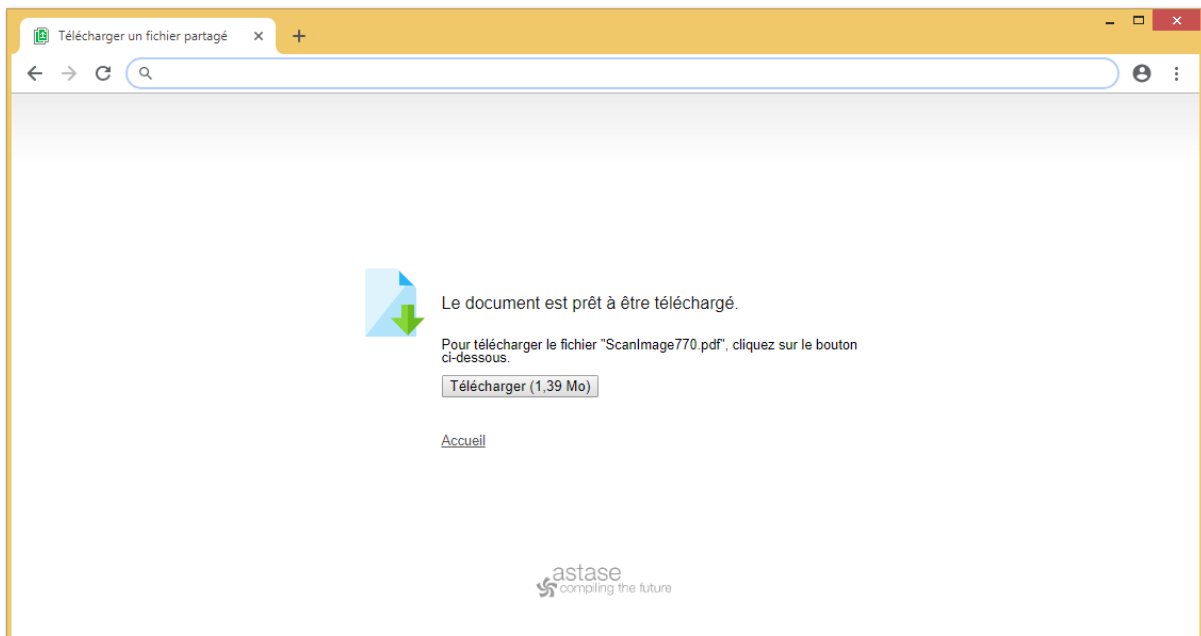 Télécharger un fichier partagé
Le document est prêt à être téléchargé.
Pour télécharger le fichier "ScanImage770.pdf", cliquez sur le bouton
ci-dessous.
Télécharger (1,39 Mo)
Accueil
astase
compiling the future